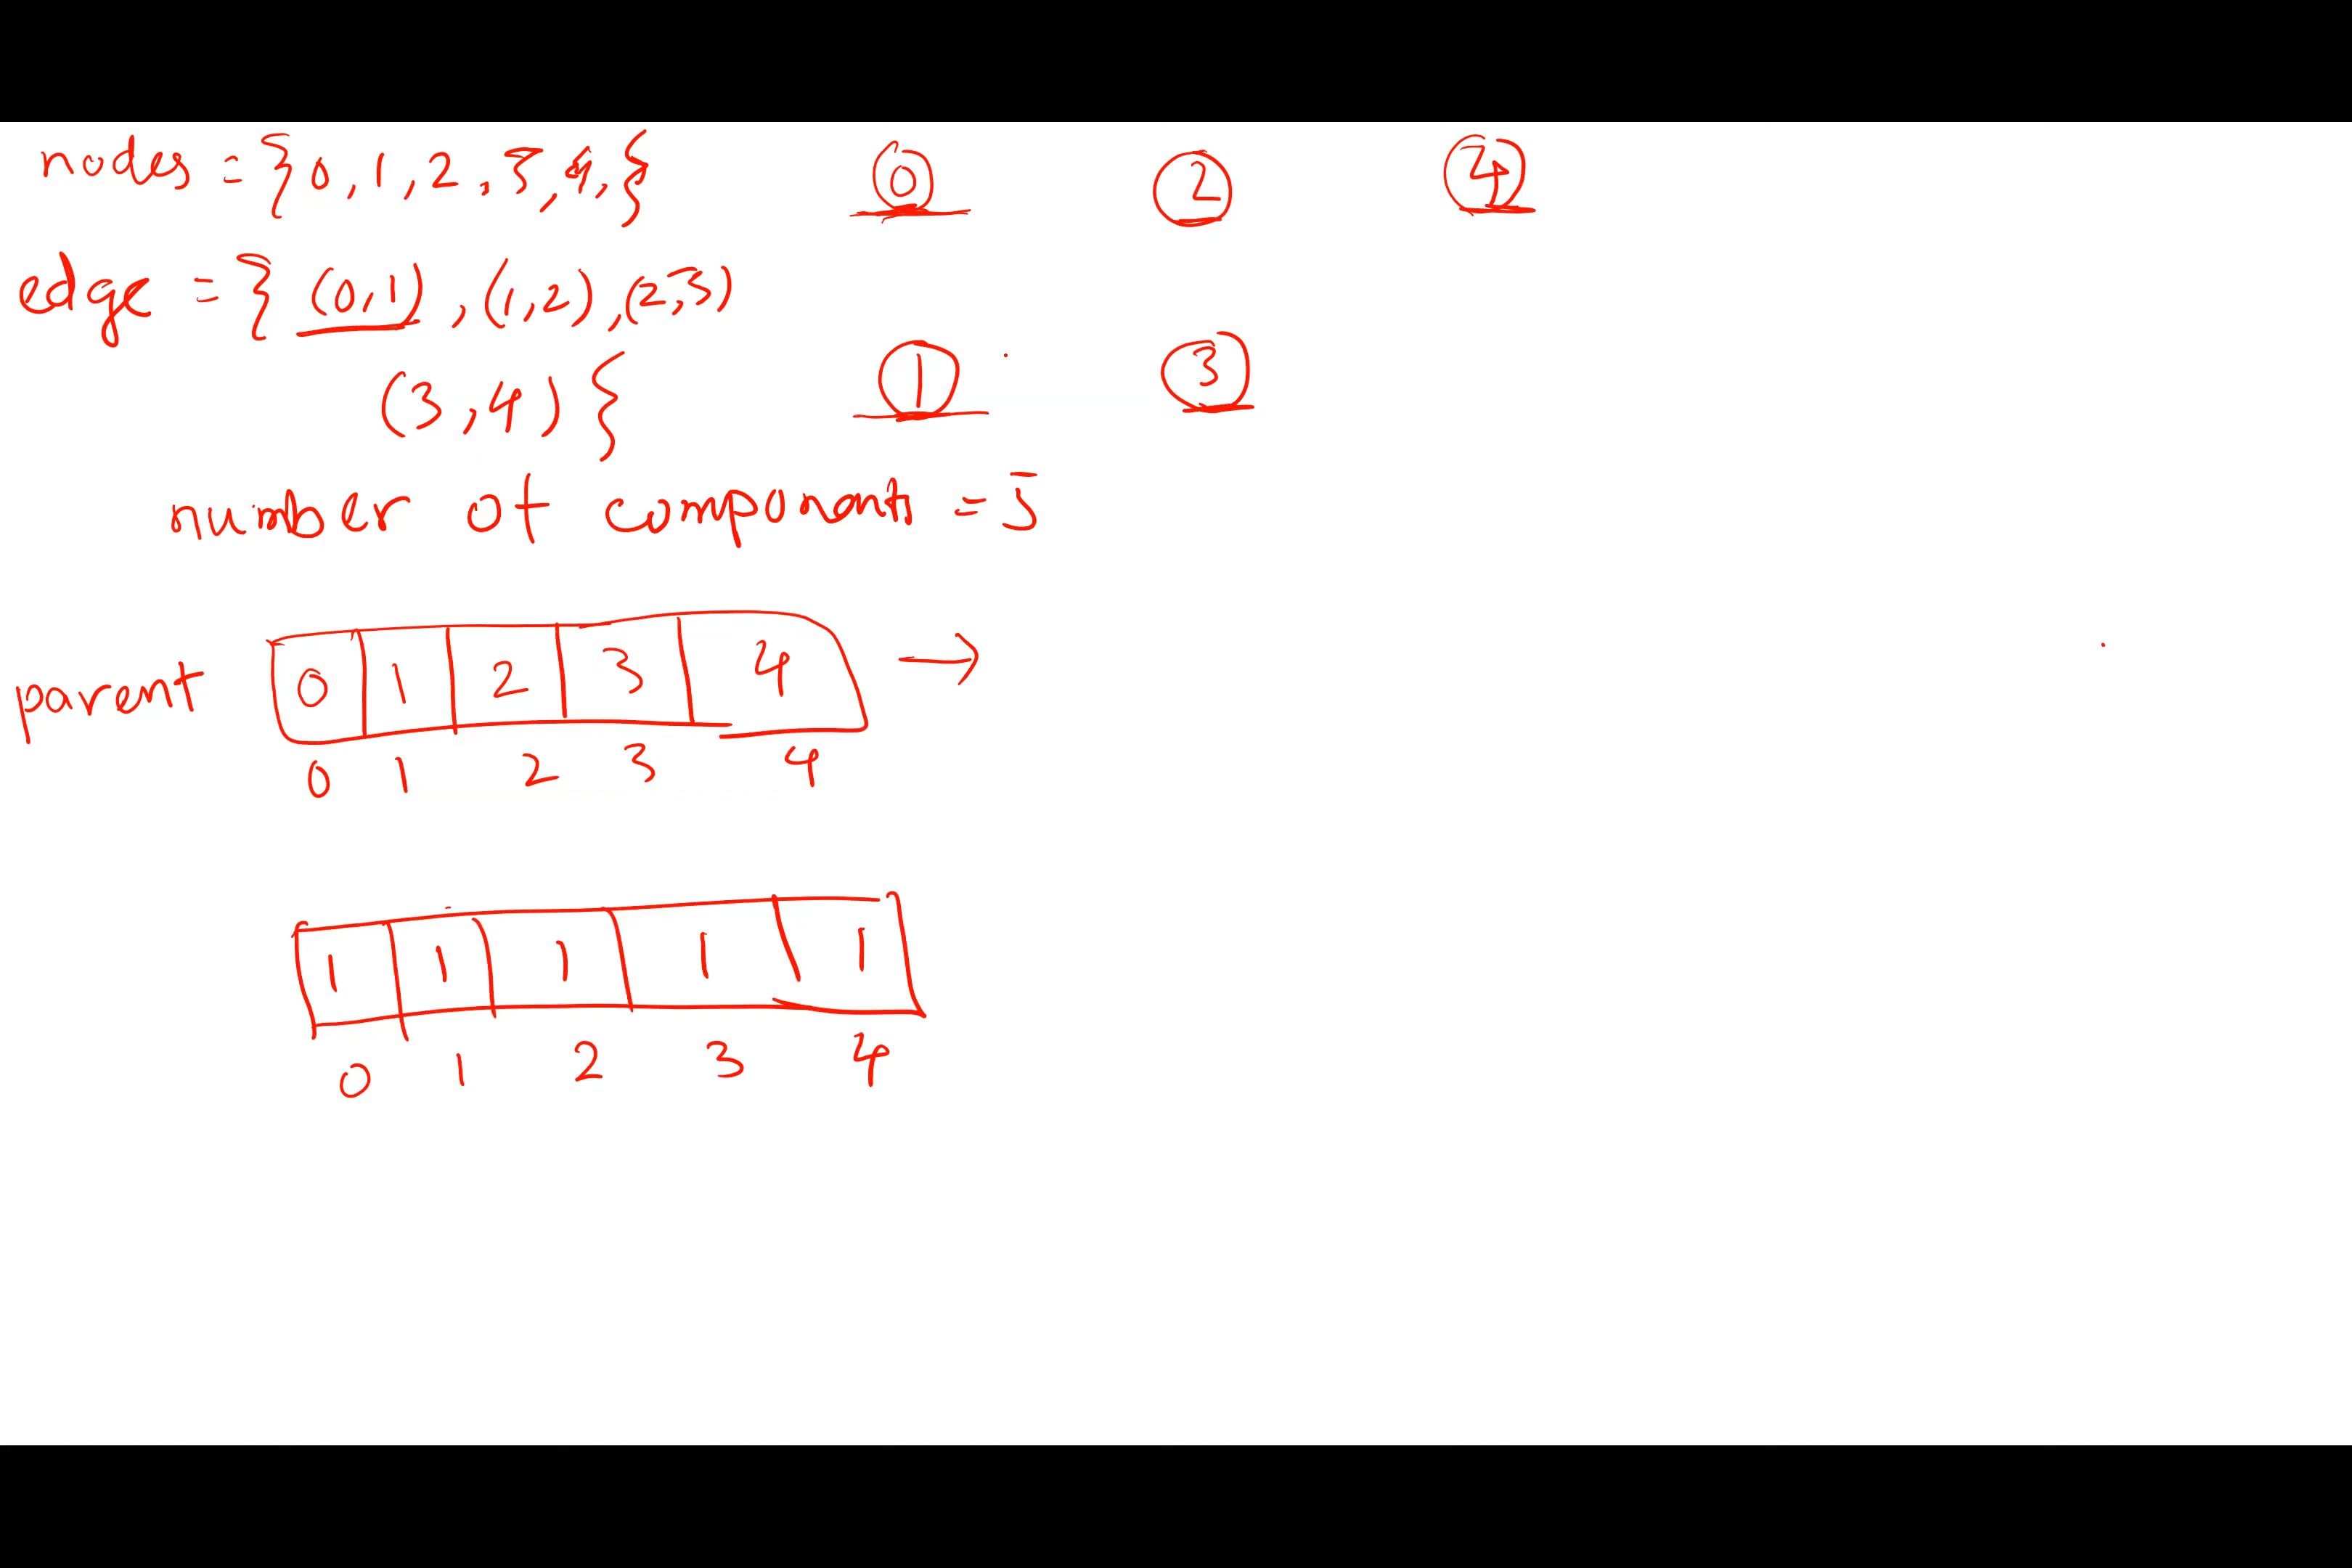 nodes = {0, 1, 2, 3, 4, }
0 2 4
edge = { (0,1), (1,2), (2,3)
(3,4) }
1 3
number of component = 5
parent 0 1 2 3 4 →
0 1 2 3 4
1 1 1 1 1
0 1 2 3 4